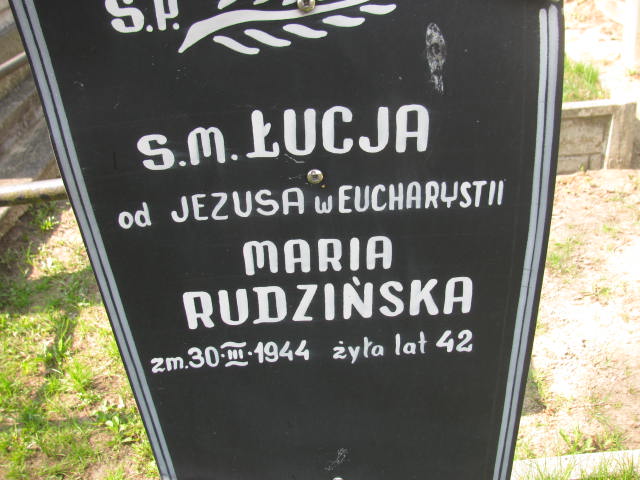 Ś.P.
S.M. ŁUCJA
od JEZUSA w EUCHARYSTII
MARIA
RUDZIŃSKA
zm. 30·III·1944 żyła lat 42